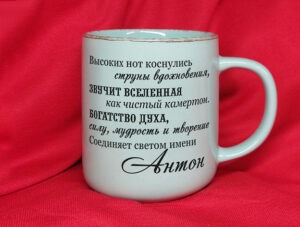 Высоких нот коснулись
струны вдохновения,
ЗВУЧИТ ВСЕЛЕННАЯ
как чистый камертон.
БОГАТСТВО ДУХА,
силу, мудрость и творение
Соединяет светом имени
Антон